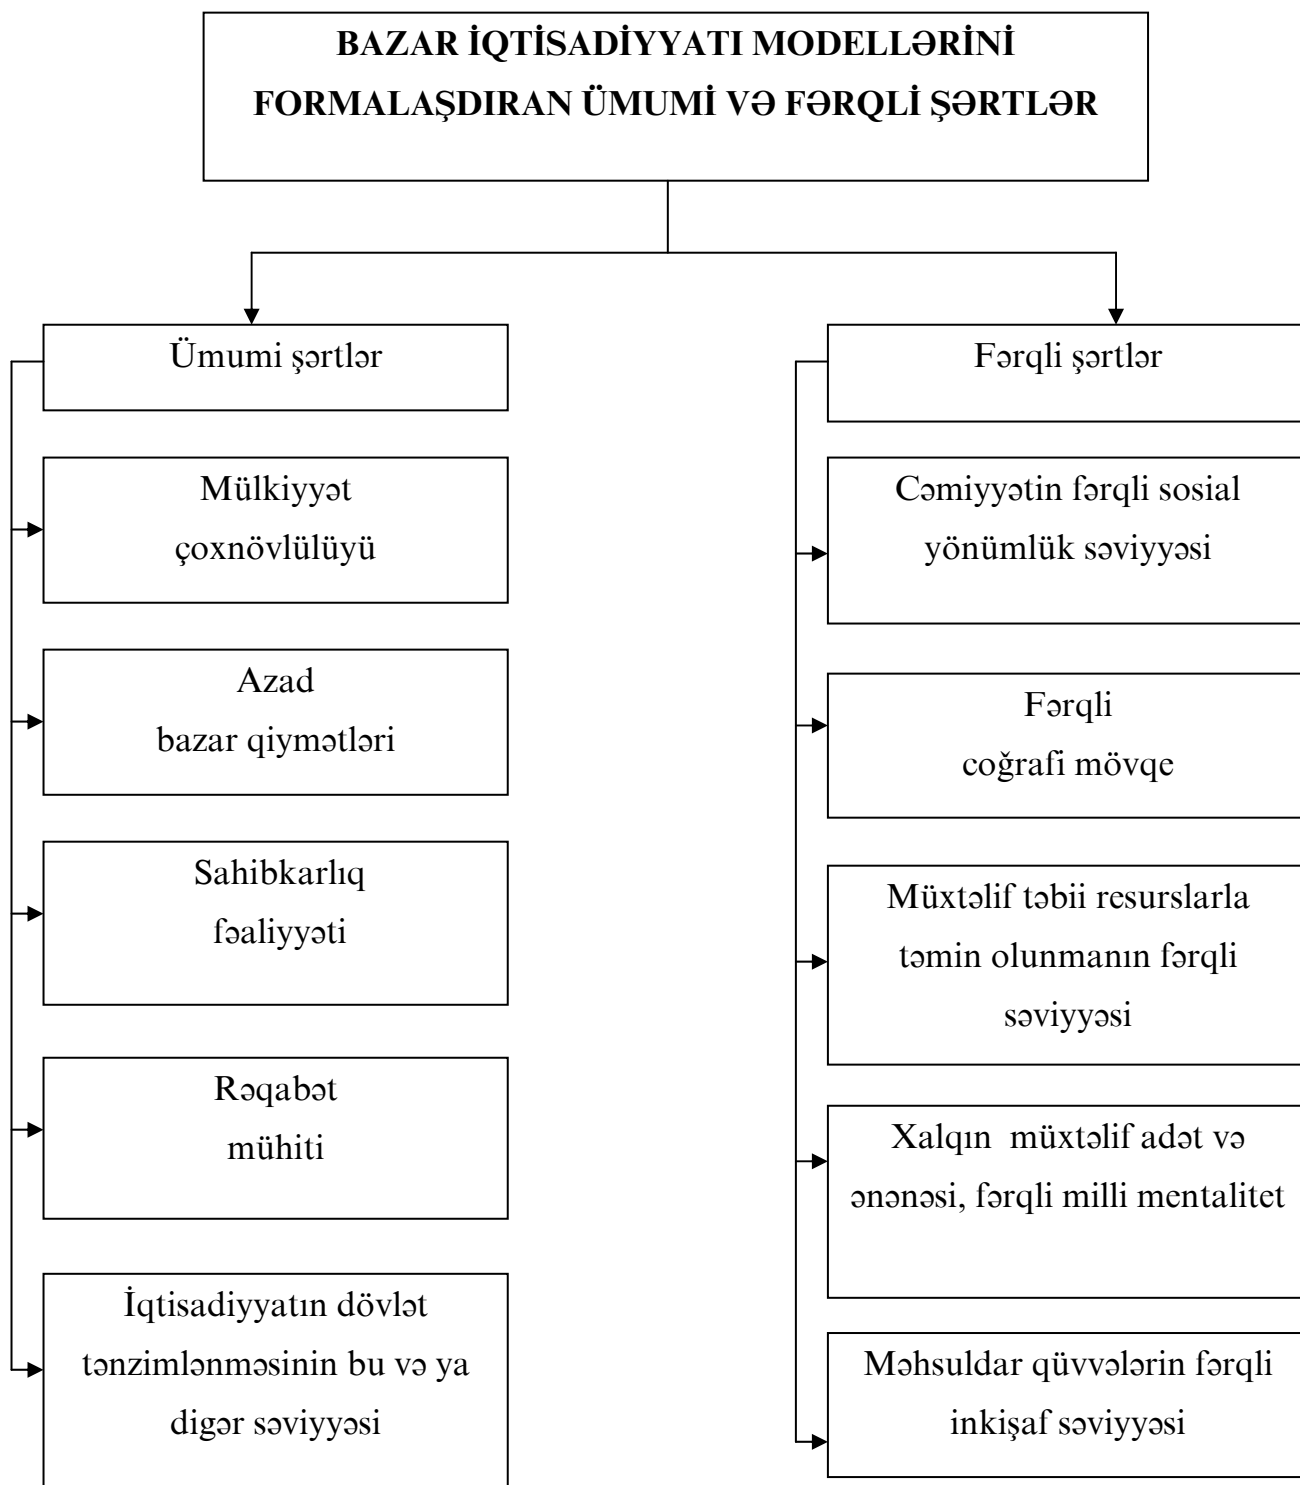 BAZAR İQTİSADİYYATI MODELLƏRİNİ
FORMALAŞDIRAN ÜMUMİ VƏ FƏRQLİ ŞƏRTLƏR
Ümumi şərtlər
Mülkiyyət
çoxnövlülüyü
Azad
bazar qiymətləri
Sahibkarlıq
fəaliyyəti
Rəqabət
mühiti
İqtisadiyyatın dövlət
tənzimlənməsinin bu və ya
digər səviyyəsi
Fərqli şərtlər
Cəmiyyətin fərqli sosial
yönümlük səviyyəsi
Fərqli
coğrafi mövqe
Müxtəlif təbii resurslarla
təmin olunmanın fərqli
səviyyəsi
Xalqın müxtəlif adət və
ənənəsi, fərqli milli mentalitet
Məhsuldar qüvvələrin fərqli
inkişaf səviyyəsi